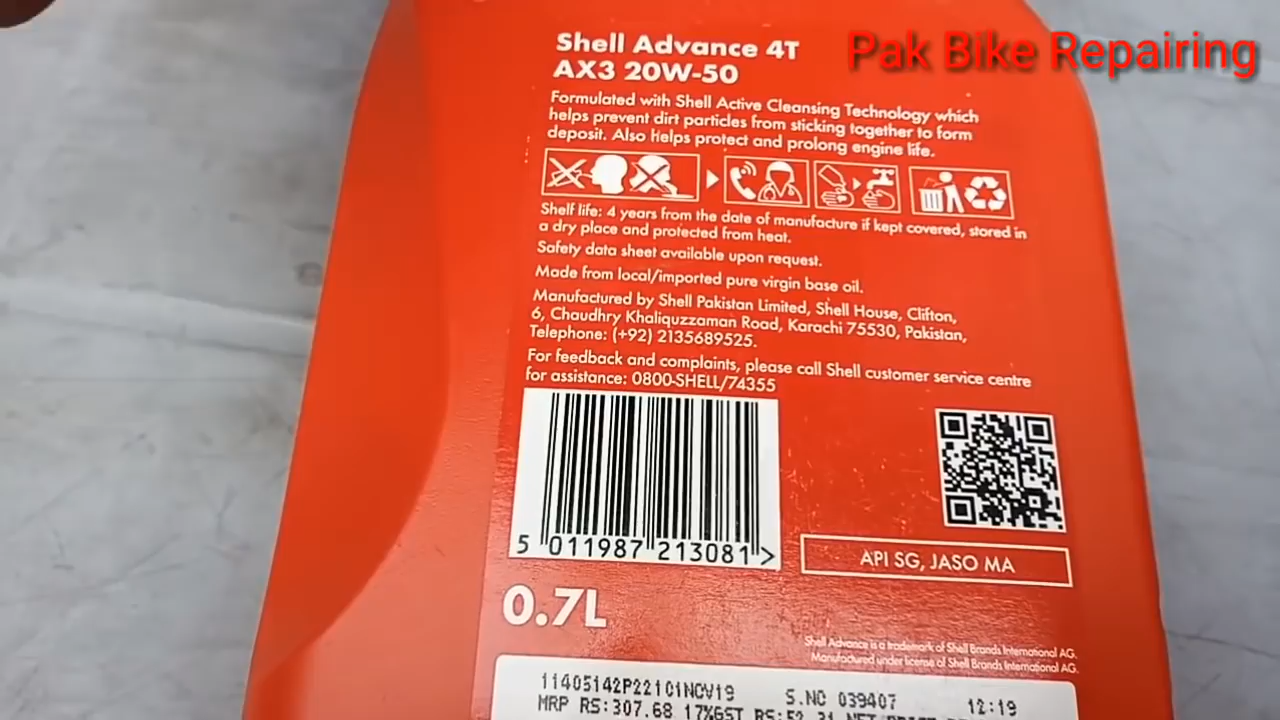 Pak Bike Repairing
Shell Advance 4T
AX3 20W-50
Formulated with Shell Active Cleansing Technology which
helps prevent dirt particles from sticking together to form
deposit. Also Helps protect and prolong engine life.
Shelf life: 4 years from the date of manufacture if kept covered, stored in
a dry place and protected from heat.
Safety data sheet available upon request.
Made from local/imported pure virgin base oil.
Manufactured by Shell Pakistan Limited, Shell House, Clifton,
6, Chaudhry Khaliquzzaman Road, Karachi 75530, Pakistan,
Telephone: (+92) 2135689525.
For feedback and complaints, please call Shell customer service centre
for assistance: 0800-SHELL/74355
5 011987 213081 >
API SG, JASO MA
0.7L
Shell Advance is a trademark of Shell Brands International AG.
Manufactured under license of Shell Brands International AG.
11405142P22101NOV19 S.NO 039407 12:19
MRP RS:307.68 17%GST RS:52.31